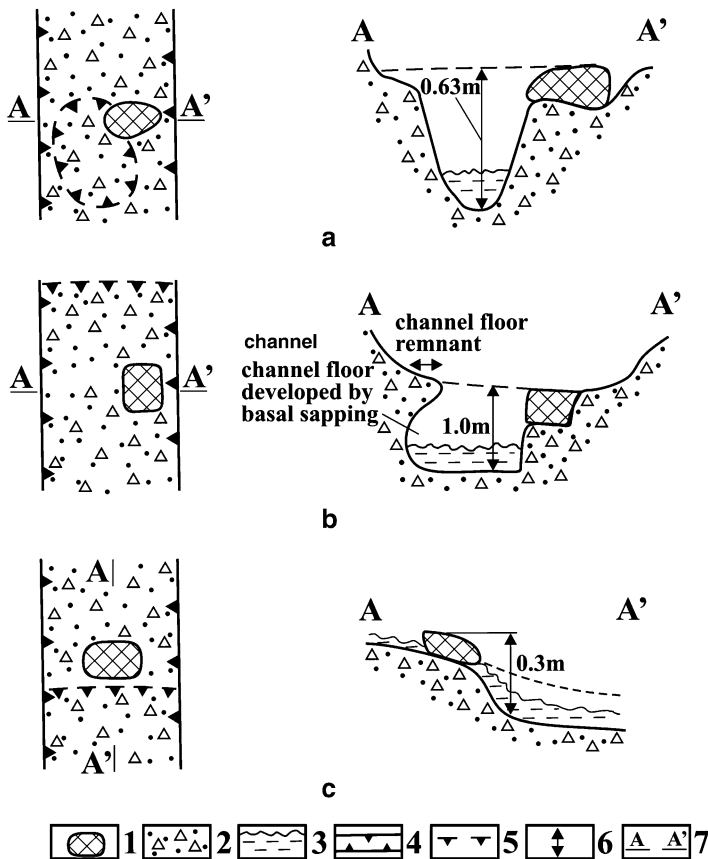 A A’
A A’
0.63m
a
A A’
channel floor
remnant
channel
channel floor
developed by
basal sapping
1.0m
A A’
b
A
A A’
0.3m
A’
c
1 2 3 4 5 6 A A’ 7